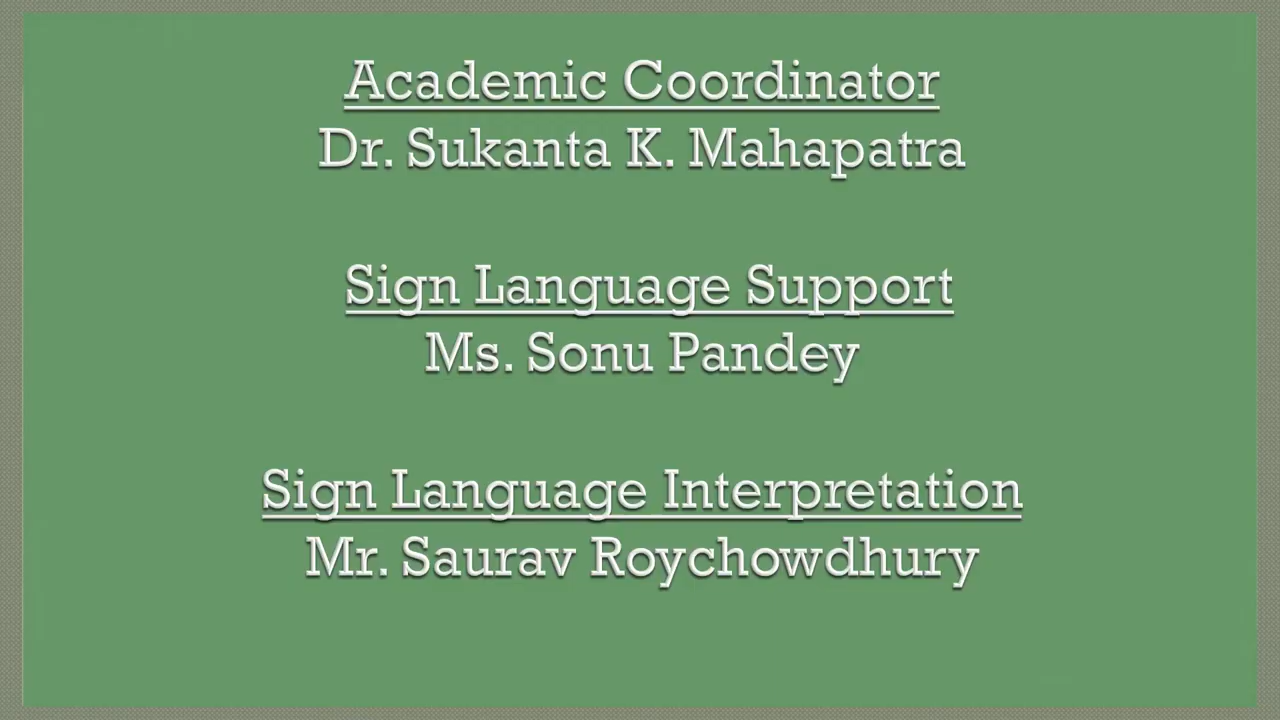 Academic Coordinator
Dr. Sukanta K. Mahapatra
Sign Language Support
Ms. Sonu Pandey
Sign Language Interpretation
Mr. Saurav Roychowdhury